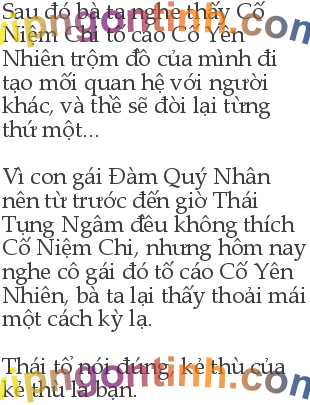 Sau đó bà ta nghe thấy Cố
Niệm Chi tố cáo Cố Yên
Nhiên trộm đồ của mình đi
tạo mối quan hệ với người
khác, và thề sẽ đòi lại từng
thứ một...
Vì con gái Đàm Quý Nhân
nên từ trước đến giờ Thái
Tụng Ngâm đều không thích
Cố Niệm Chi, nhưng hôm nay
nghe cô gái đó tố cáo Cố Yên
Nhiên, bà ta lại thấy thoải mái
một cách kỳ lạ.
Thái tổ nói đúng, kẻ thù của
kẻ thù là bạn.